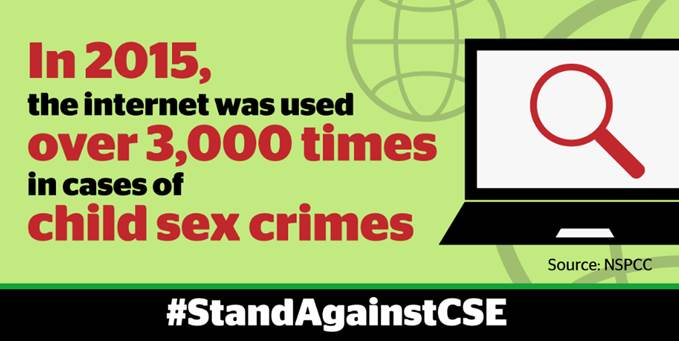 In 2015,
the internet was used
over 3,000 times
in cases of
child sex crimes
Source: NSPCC
#StandAgainstCSE